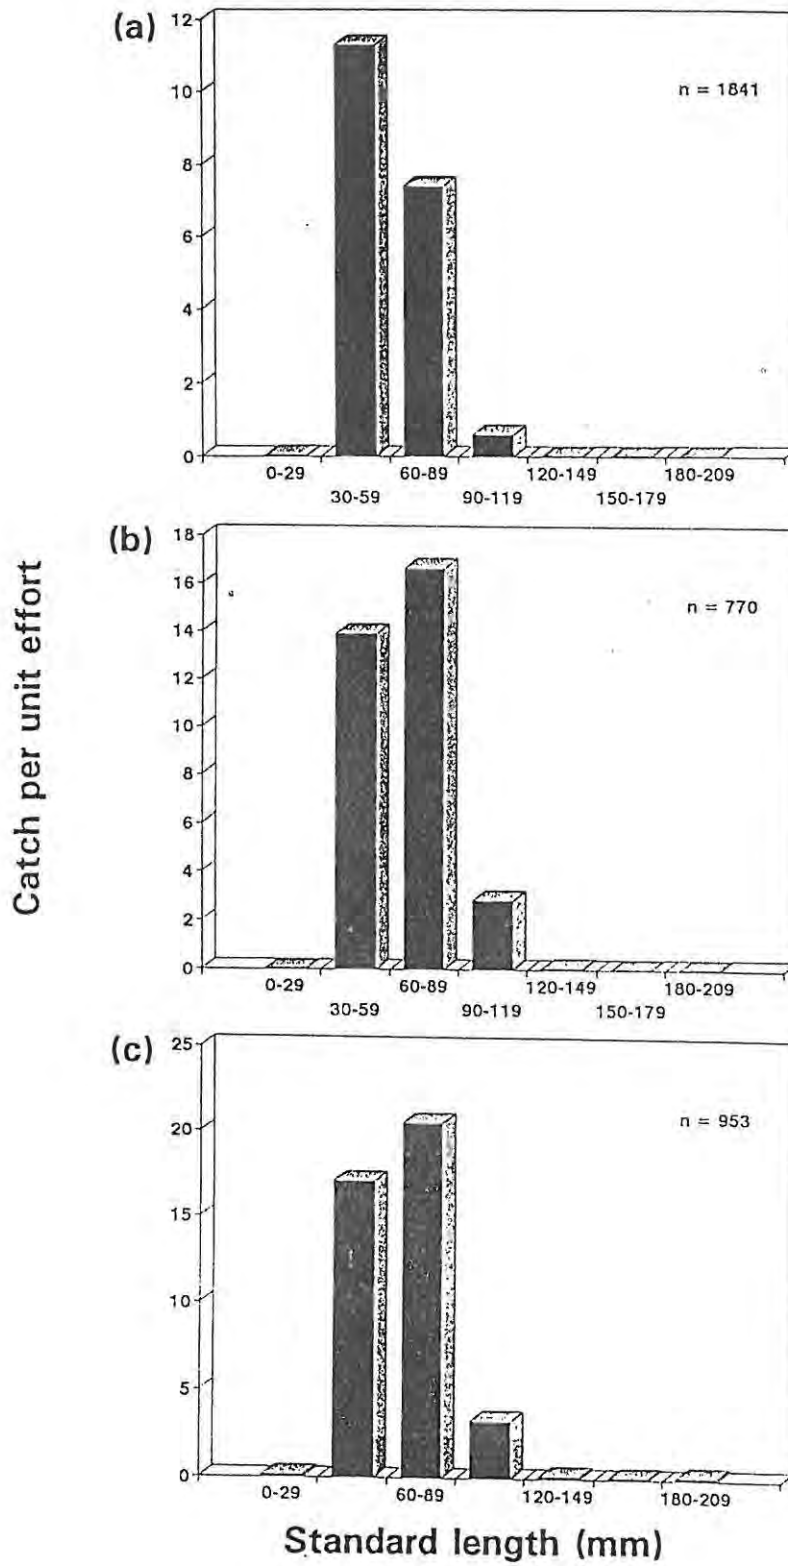 (a)
12
10
8
6
4
2
0
n = 1841
0-29 60-89 120-149 180-209
30-59 90-119 150-179
Catch per unit effort
(b)
18
16
14
12
10
8
6
4
2
0
n = 770
0-29 60-89 120-149 180-209
30-59 90-119 150-179
(c)
25
20
15
10
5
0
n = 953
0-29 60-89 120-149 180-209
Standard length (mm)